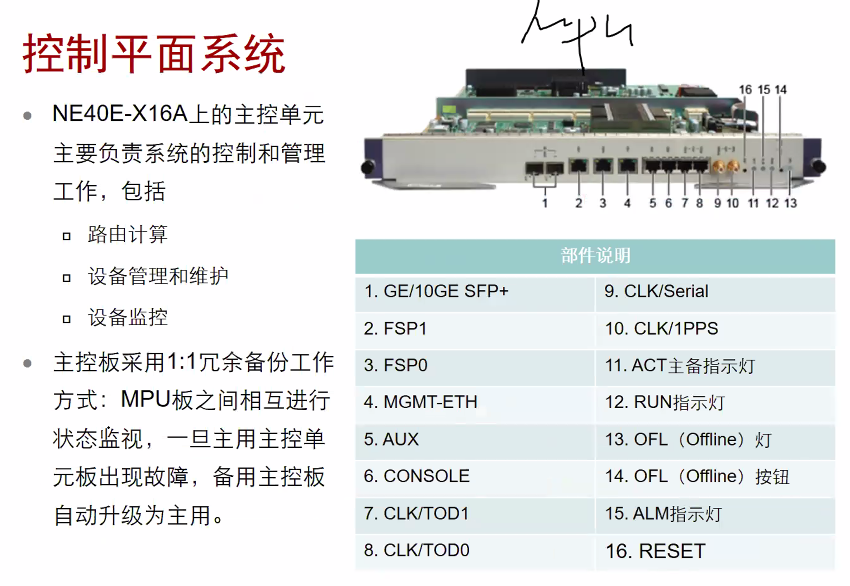 mpu
控制平面系统
NE40E-X16A上的主控单元
主要负责系统的控制和管理
工作，包括
路由计算
设备管理和维护
设备监控
主控板采用1:1冗余备份工作
方式：MPU板之间相互进行
状态监视，一旦主用主控单
元板出现故障，备用主控板
自动升级为主用。
16 15 14
1 2 3 4 5 6 7 8 9 10 11 12 13
部件说明
1. GE/10GE SFP+
9. CLK/Serial
2. FSP1
10. CLK/1PPS
3. FSP0
11. ACT主备指示灯
4. MGMT-ETH
12. RUN指示灯
5. AUX
13. OFL（Offline）灯
6. CONSOLE
14. OFL（Offline）按钮
7. CLK/TOD1
15. ALM指示灯
8. CLK/TOD0
16. RESET